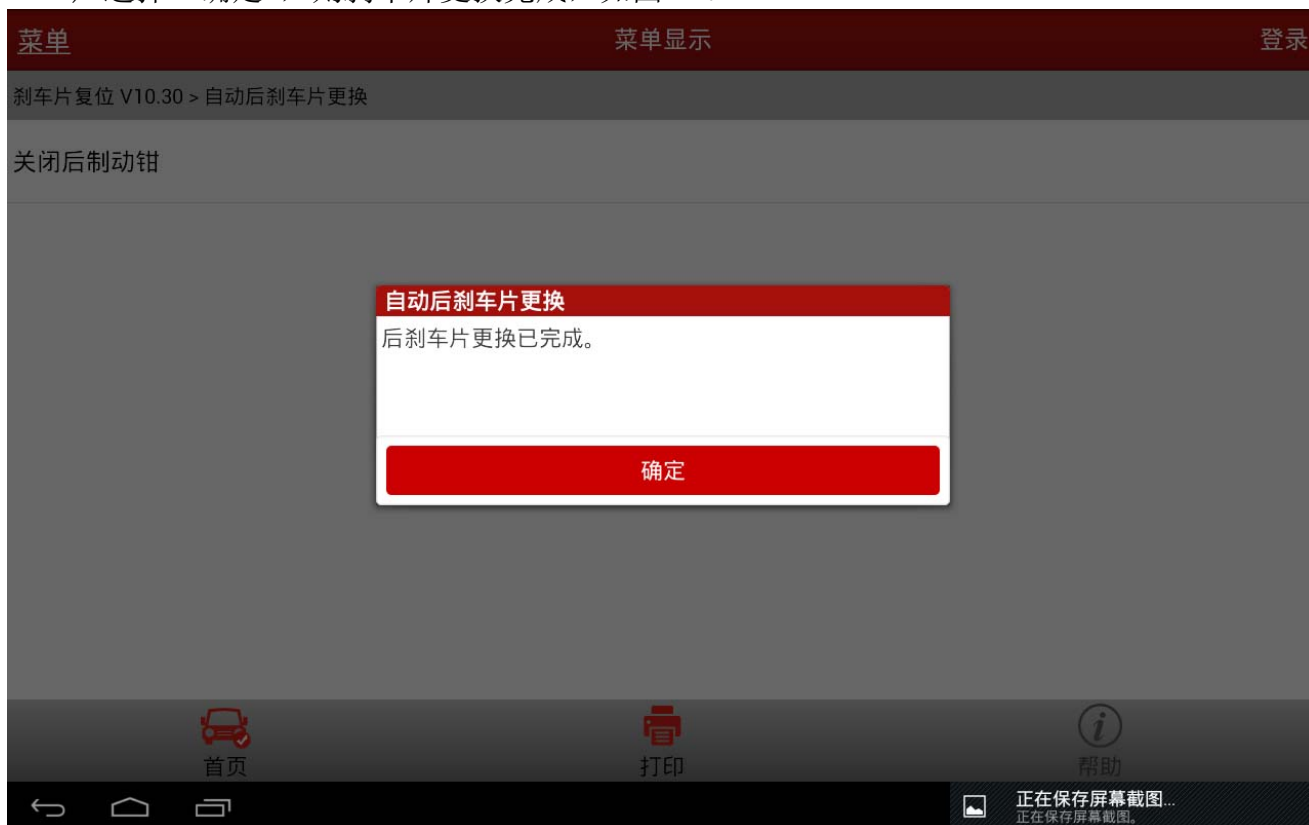 菜单
菜单显示
登录
刹车片复位 V10.30 > 自动后刹车片更换
关闭后制动钳
自动后刹车片更换
后刹车片更换已完成。
确定
首页
打印
帮助
正在保存屏幕截图...
正在保存屏幕截图。